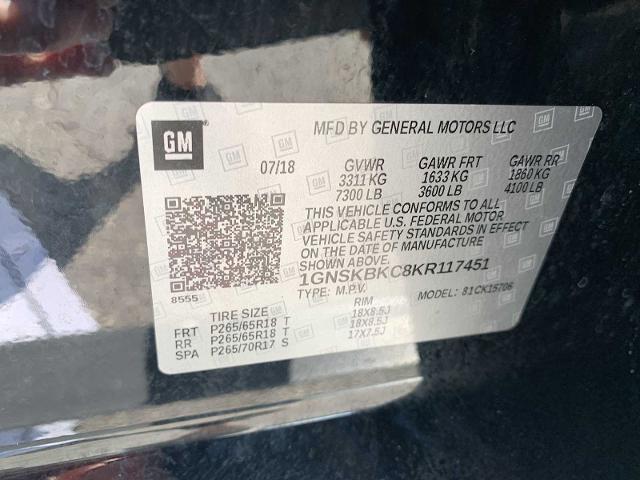 GM
MFD BY GENERAL MOTORS LLC
07/18 GVWR GAWR FRT GAWR RR
3311 KG 1633 KG 1860 KG
7300 LB 3600 LB 4100 LB
THIS VEHICLE CONFORMS TO ALL
APPLICABLE U.S. FEDERAL MOTOR
VEHICLE SAFETY STANDARDS IN EFFECT
ON THE DATE OF MANUFACTURE
SHOWN ABOVE.
8555
1GNSKBKC8KR117451
TYPE: M.P.V. MODEL: 81CK15706
TIRE SIZE RIM
FRT P265/65R18 T 18X8.5J
RR P265/65R18 T 18X8.5J
SPA P265/70R17 S 17X7.5J